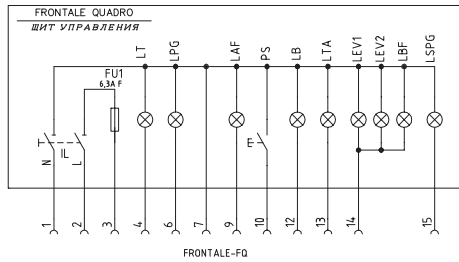 FRONTALE QUADRO
ЩИТ УПРАВЛЕНИЯ
LT LPG LAF PS LB LTA LEV1 LEV2 LBF LSPG
FU1
6,3A F
N IL L E
1 2 3 4 6 7 9 10 12 13 14 15
FRONTALE-FQ